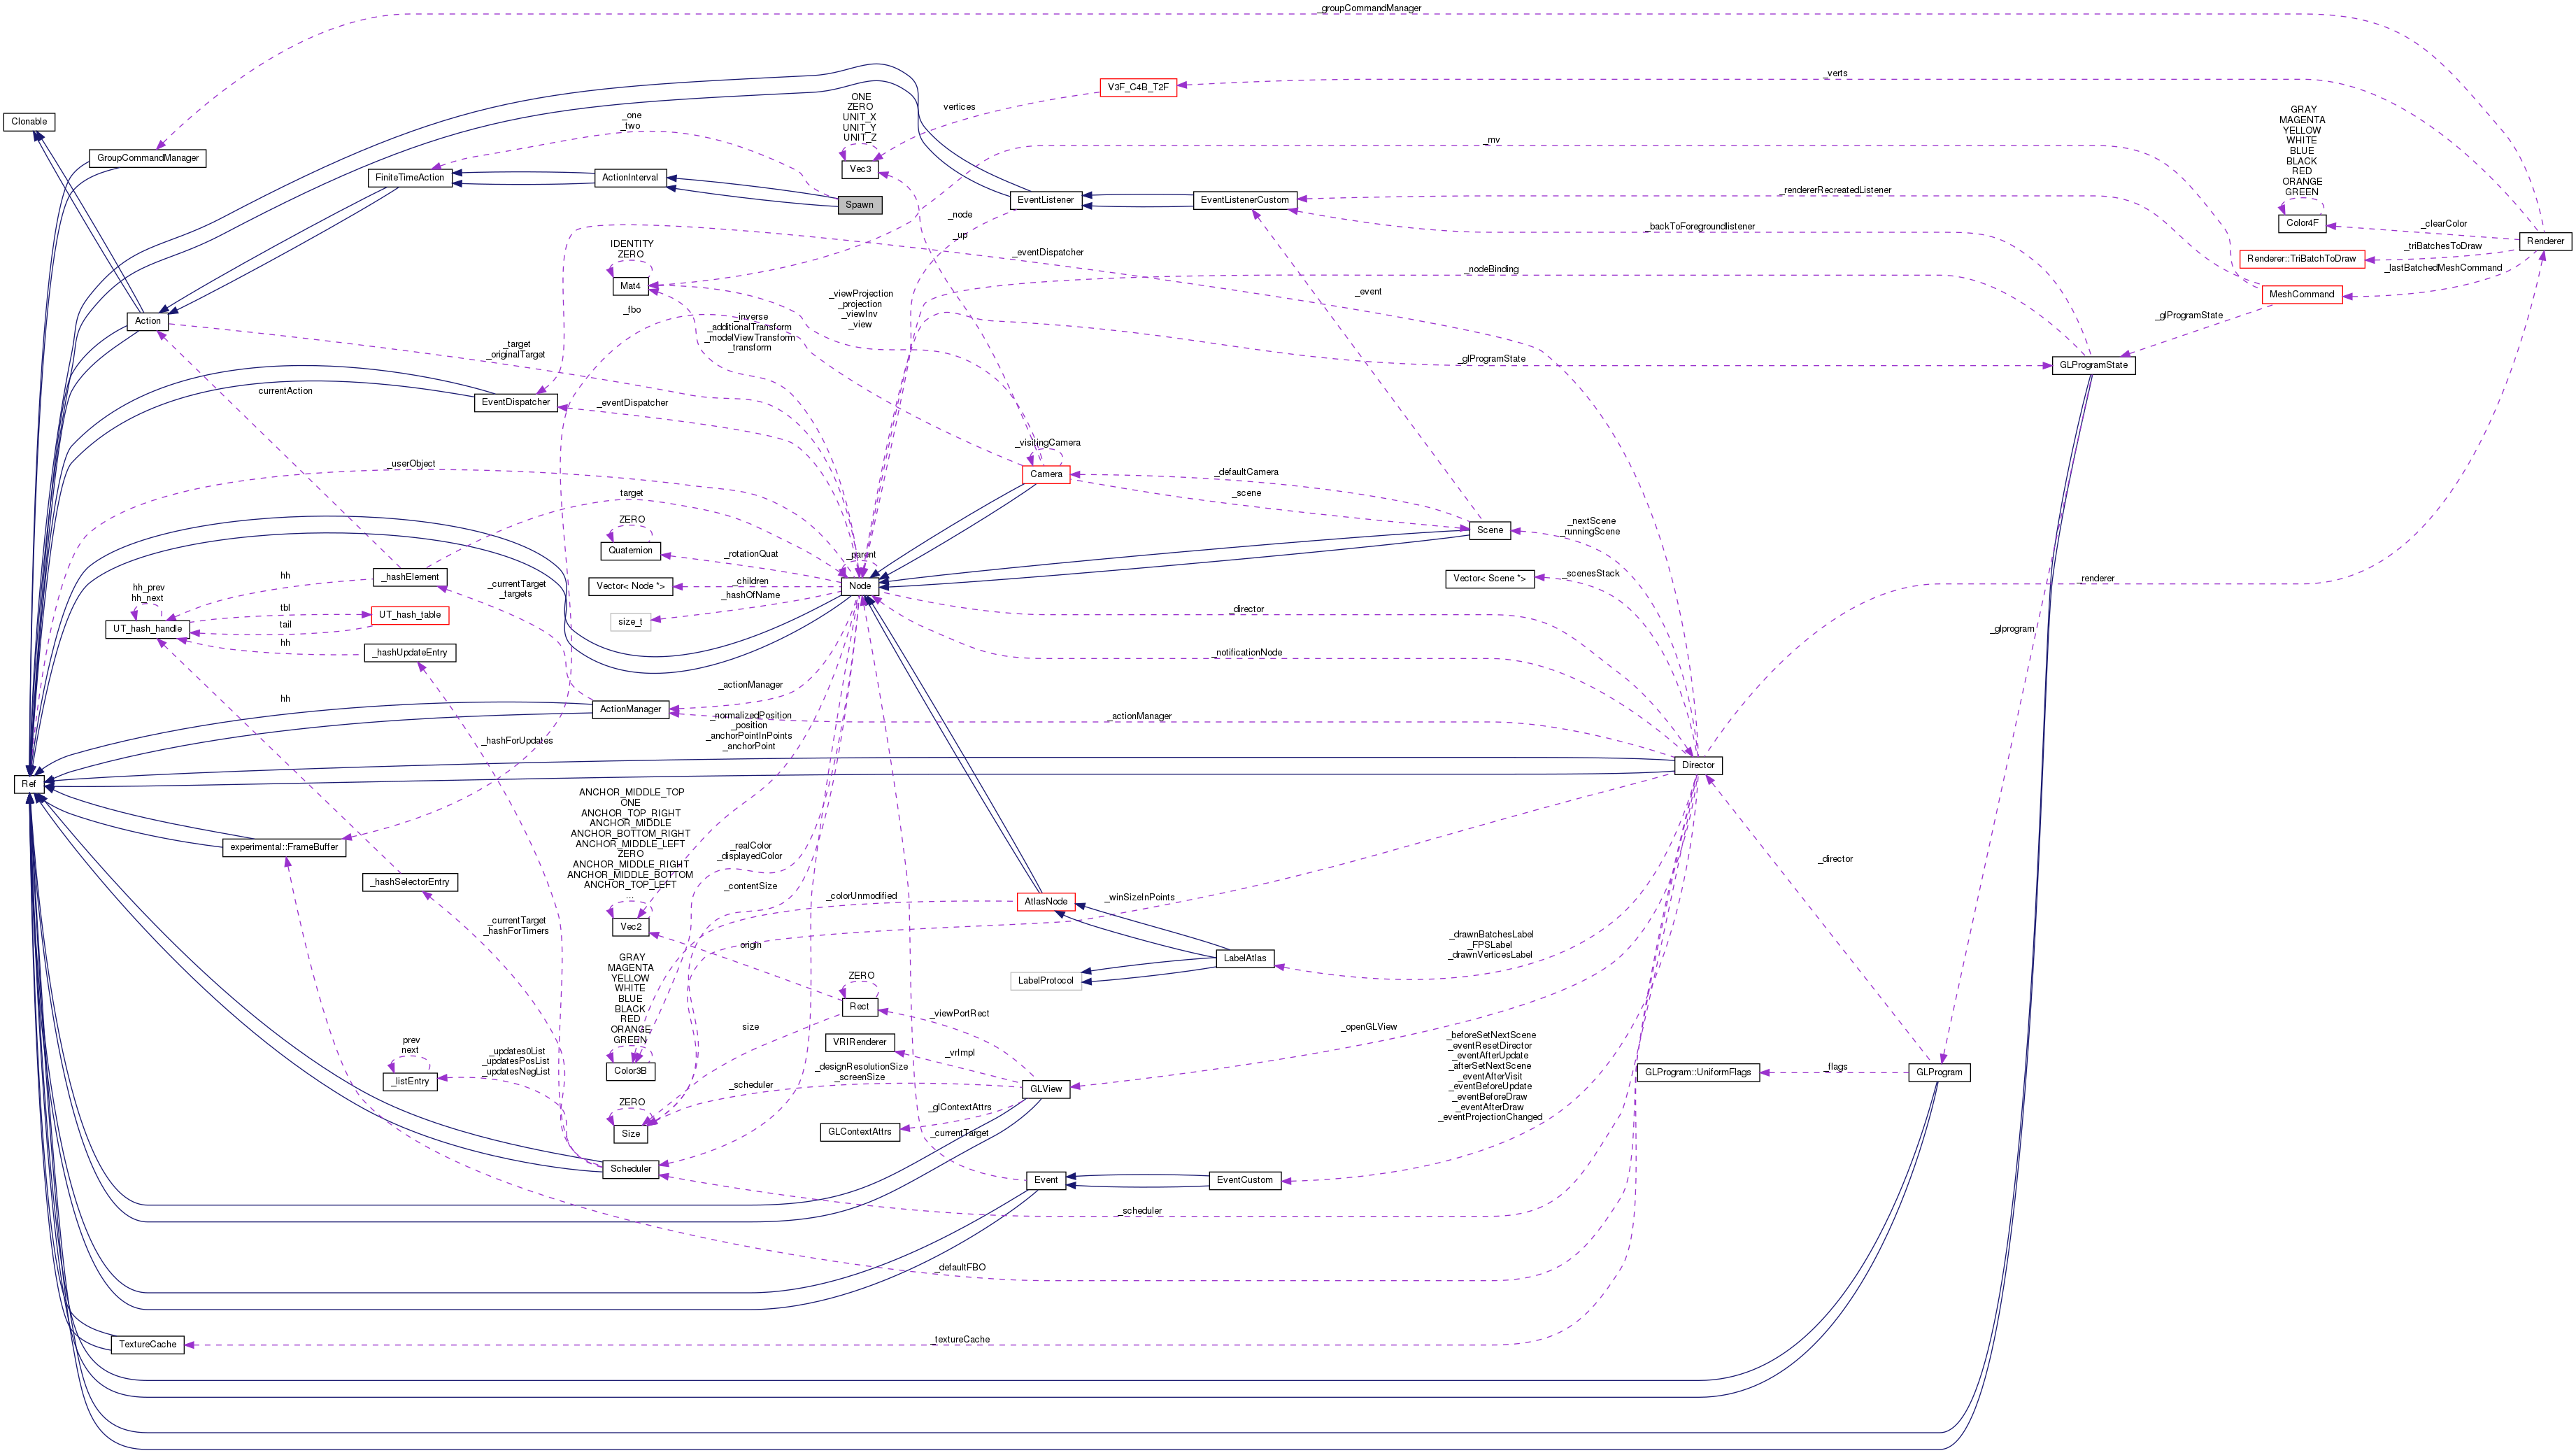 _groupCommandManager
_verts
V3F_C4B_T2F
vertices
ONE
ZERO
UNIT_X
UNIT_Y
UNIT_Z
Vec3
_one
_two
Clonable
GroupCommandManager
FiniteTimeAction
ActionInterval
Spawn
_mv
GRAY
MAGENTA
YELLOW
WHITE
BLUE
BLACK
RED
ORANGE
GREEN
Color4F
EventListener
EventListenerCustom
_rendererRecreatedListener
_node
_up
_backToForegroundlistener
_clearColor
Renderer
_triBatchesToDraw
Renderer::TriBatchToDraw
_lastBatchedMeshCommand
MeshCommand
IDENTITY
ZERO
Mat4
_eventDispatcher
_nodeBinding
_event
_viewProjection
_projection
_viewInv
_view
_fbo
_inverse
_additionalTransform
_modelViewTransform
_transform
_glProgramState
Action
_target
_originalTarget
_glProgramState
GLProgramState
currentAction
EventDispatcher
_eventDispatcher
_visitingCamera
Camera
_userObject
_defaultCamera
_scene
target
Scene
_nextScene
_runningScene
ZERO
Quaternion
_rotationQuat
_parent
Node
_hashElement
hh
_currentTarget
_targets
Vector< Node *>
_children
_hashOfName
Vector< Scene *>
_scenesStack
_renderer
hh_prev
hh_next
tbl
UT_hash_table
UT_hash_handle
tail
size_t
_director
_glprogram
hh
_hashUpdateEntry
_notificationNode
hh
_actionManager
ActionManager
_normalizedPosition
_position
_anchorPointInPoints
_anchorPoint
_actionManager
_hashForUpdates
Director
Ref
ANCHOR_MIDDLE_TOP
ONE
ANCHOR_TOP_RIGHT
ANCHOR_MIDDLE
ANCHOR_BOTTOM_RIGHT
ANCHOR_MIDDLE_LEFT
ZERO
ANCHOR_MIDDLE_RIGHT
ANCHOR_MIDDLE_BOTTOM
ANCHOR_TOP_LEFT
...
Vec2
experimental::FrameBuffer
_realColor
_displayedColor
_director
_hashSelectorEntry
_contentSize
_colorUnmodified
AtlasNode
_winSizeInPoints
_currentTarget
_hashForTimers
origin
_drawnBatchesLabel
_FPSLabel
_drawnVerticesLabel
LabelAtlas
LabelProtocol
GRAY
MAGENTA
YELLOW
WHITE
BLUE
BLACK
RED
ORANGE
GREEN
Color3B
ZERO
Rect
_viewPortRect
size
VRIRenderer
_vrImpl
_openGLView
prev
next
_listEntry
_updates0List
_updatesPosList
_updatesNegList
_designResolutionSize
_screenSize
_scheduler
GLView
_beforeSetNextScene
_eventResetDirector
_eventAfterUpdate
_afterSetNextScene
_eventAfterVisit
_eventBeforeUpdate
_eventBeforeDraw
_eventAfterDraw
_eventProjectionChanged
GLProgram::UniformFlags
_flags
GLProgram
ZERO
Size
_glContextAttrs
GLContextAttrs
_currentTarget
Scheduler
Event
EventCustom
_scheduler
_defaultFBO
TextureCache
_textureCache